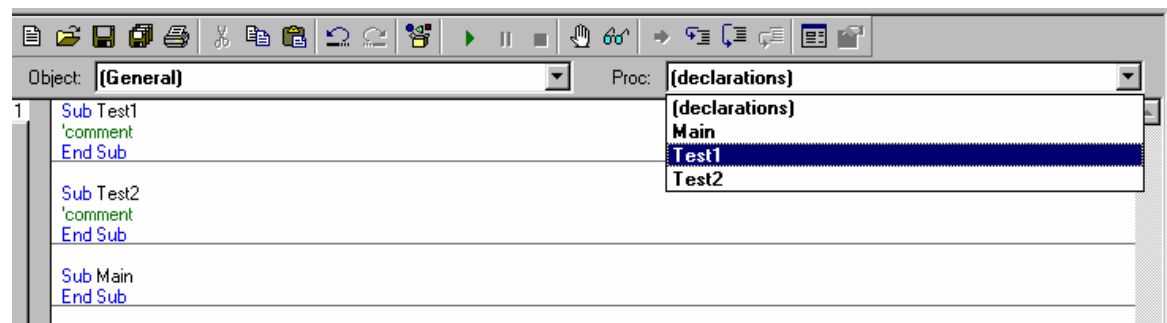 Object: (General) Proc: (declarations)
(declarations)
Main
Test1
Test2
1
Sub Test1
'comment
End Sub
Sub Test2
'comment
End Sub
Sub Main
End Sub